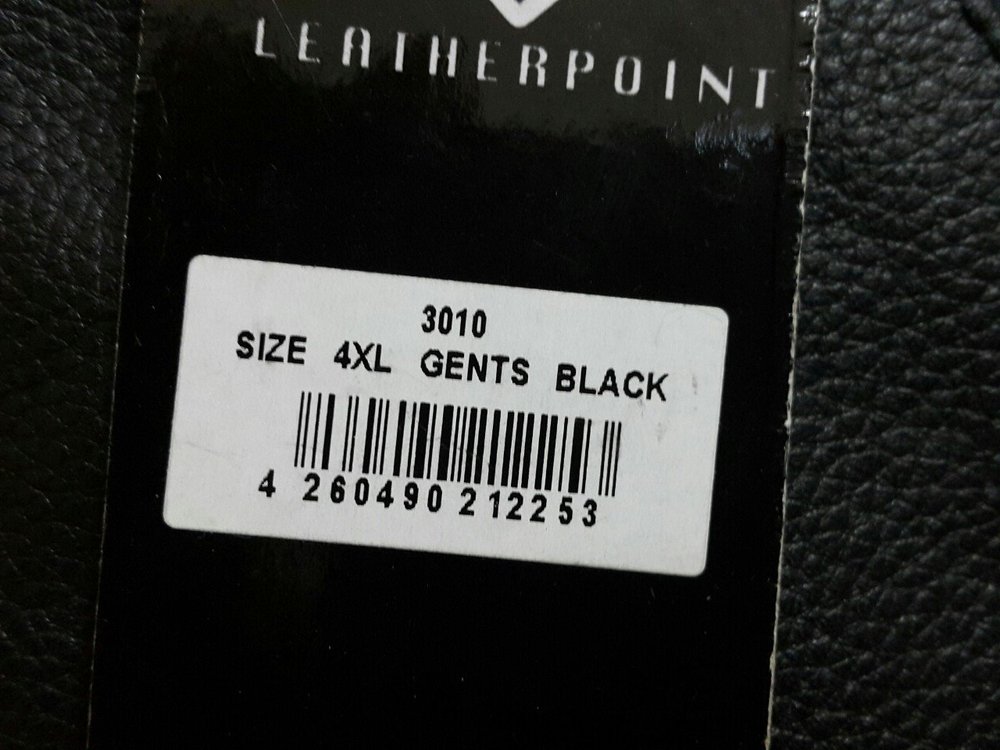 LEATHERPOINT
3010
SIZE 4XL GENTS BLACK
4 260490 212253